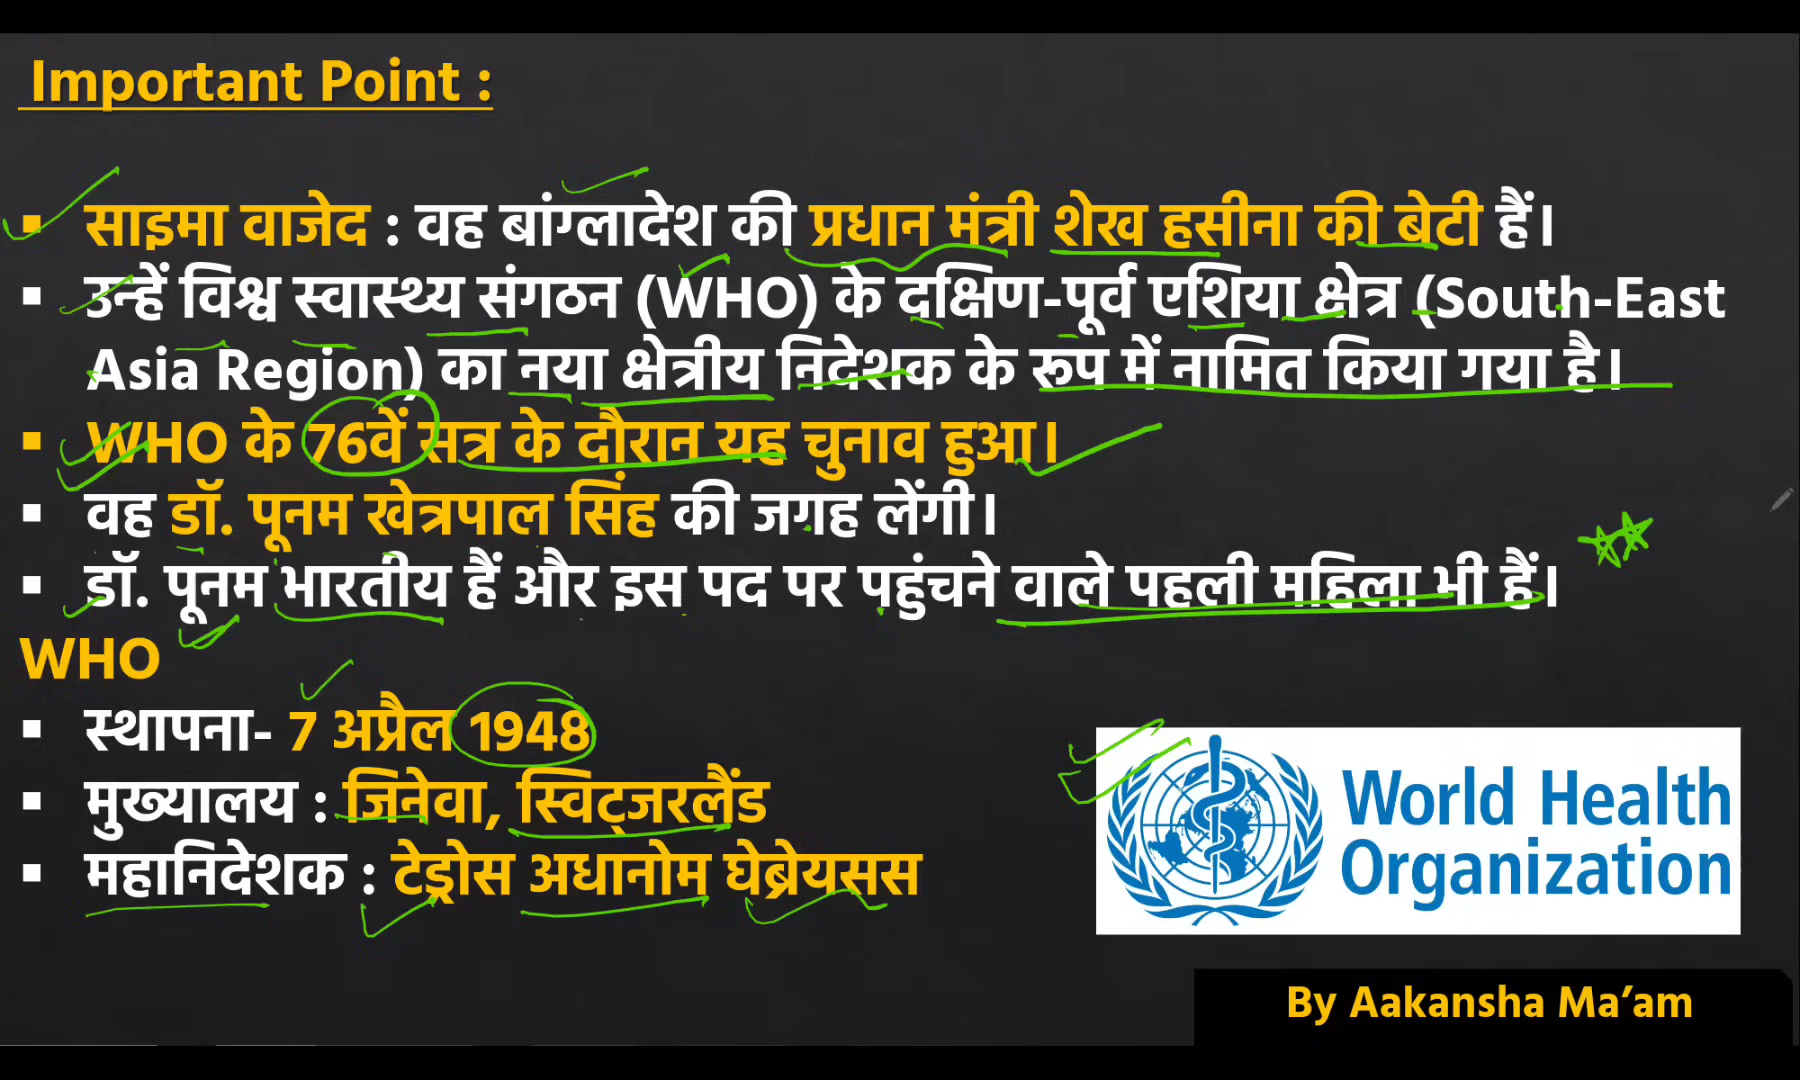 Important Point :
▪ साइमा वाजेद : वह बांग्लादेश की प्रधान मंत्री शेख हसीना की बेटी हैं।
▪ उन्हें विश्व स्वास्थ्य संगठन (WHO) के दक्षिण-पूर्व एशिया क्षेत्र (South-East
Asia Region) का नया क्षेत्रीय निदेशक के रूप में नामित किया गया है।
▪ WHO के 76वें सत्र के दौरान यह चुनाव हुआ।
▪ वह डॉ. पूनम खेत्रपाल सिंह की जगह लेंगी।
▪ डॉ. पूनम भारतीय हैं और इस पद पर पहुंचने वाले पहली महिला भी हैं।
WHO
▪ स्थापना- 7 अप्रैल 1948
▪ मुख्यालय : जिनेवा, स्विट्जरलैंड
▪ महानिदेशक : टेड्रोस अधानोम घेब्रेयसस
World Health
Organization
By Aakansha Ma’am